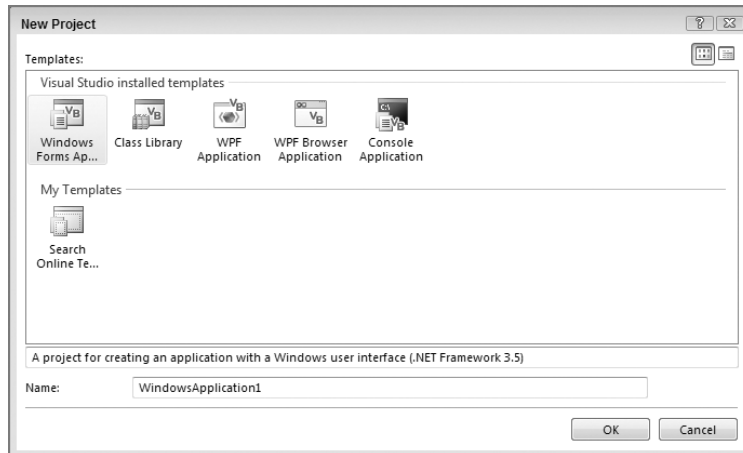 New Project
Templates:
Visual Studio installed templates
Windows Forms Ap...
Class Library
WPF Application
WPF Browser Application
Console Application
My Templates
Search Online Te...
A project for creating an application with a Windows user interface (.NET Framework 3.5)
Name: WindowsApplication1
OK Cancel